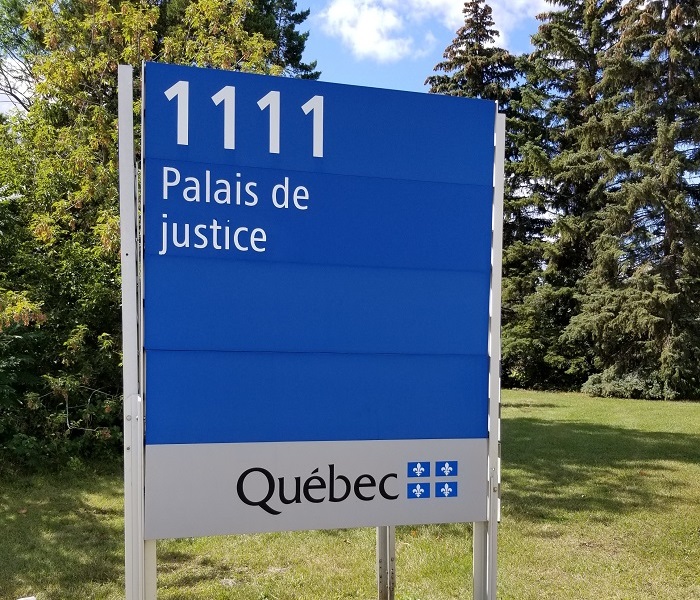 1111
Palais de
justice
Québec